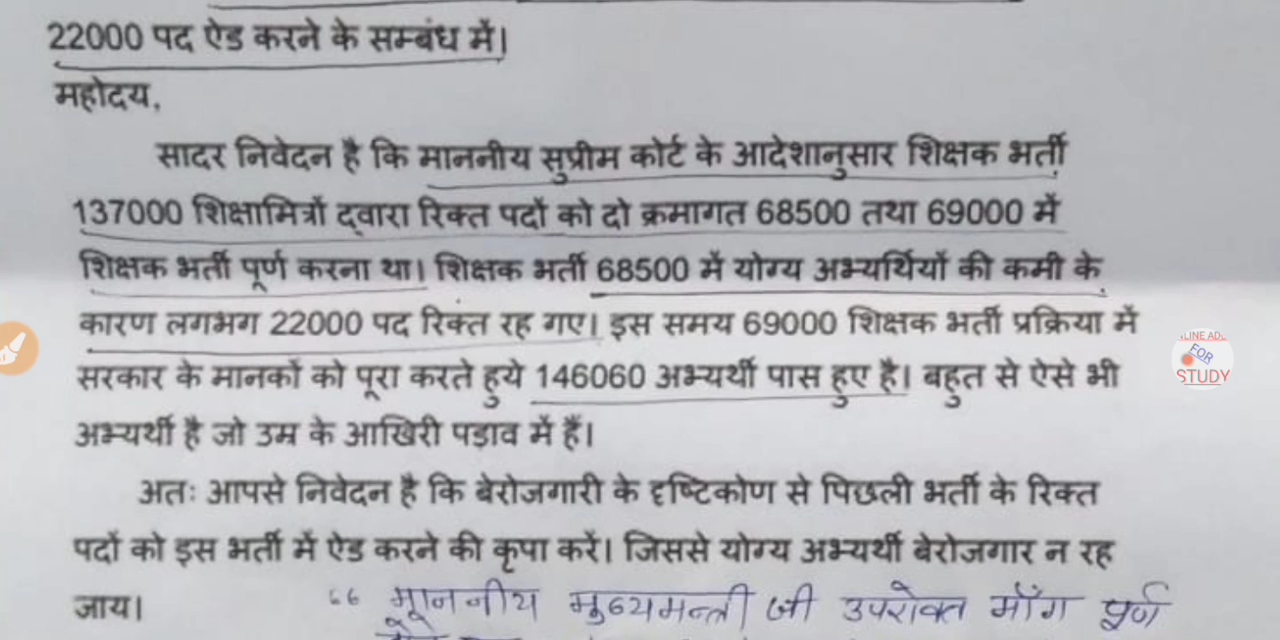 22000 पद ऐड करने के सम्बंध में।
महोदय,
सादर निवेदन है कि माननीय सुप्रीम कोर्ट के आदेशानुसार शिक्षक भर्ती
137000 शिक्षामित्रों द्वारा रिक्त पदों को दो क्रमागत 68500 तथा 69000 में
शिक्षक भर्ती पूर्ण करना था। शिक्षक भर्ती 68500 में योग्य अभ्यर्थियों की कमी के
कारण लगभग 22000 पद रिक्त रह गए। इस समय 69000 शिक्षक भर्ती प्रक्रिया में
सरकार के मानकों को पूरा करते हुये 146060 अभ्यर्थी पास हुए है। बहुत से ऐसे भी
अभ्यर्थी है जो उम्र के आखिरी पड़ाव में हैं।
अतः आपसे निवेदन है कि बेरोजगारी के दृष्टिकोण से पिछली भर्ती के रिक्त
पदों को इस भर्ती में ऐड करने की कृपा करें। जिससे योग्य अभ्यर्थी बेरोजगार न रह
जाय।
“ माननीय मुख्यमन्त्री जी उपरोक्त माँग पूर्ण
FOR
STUDY